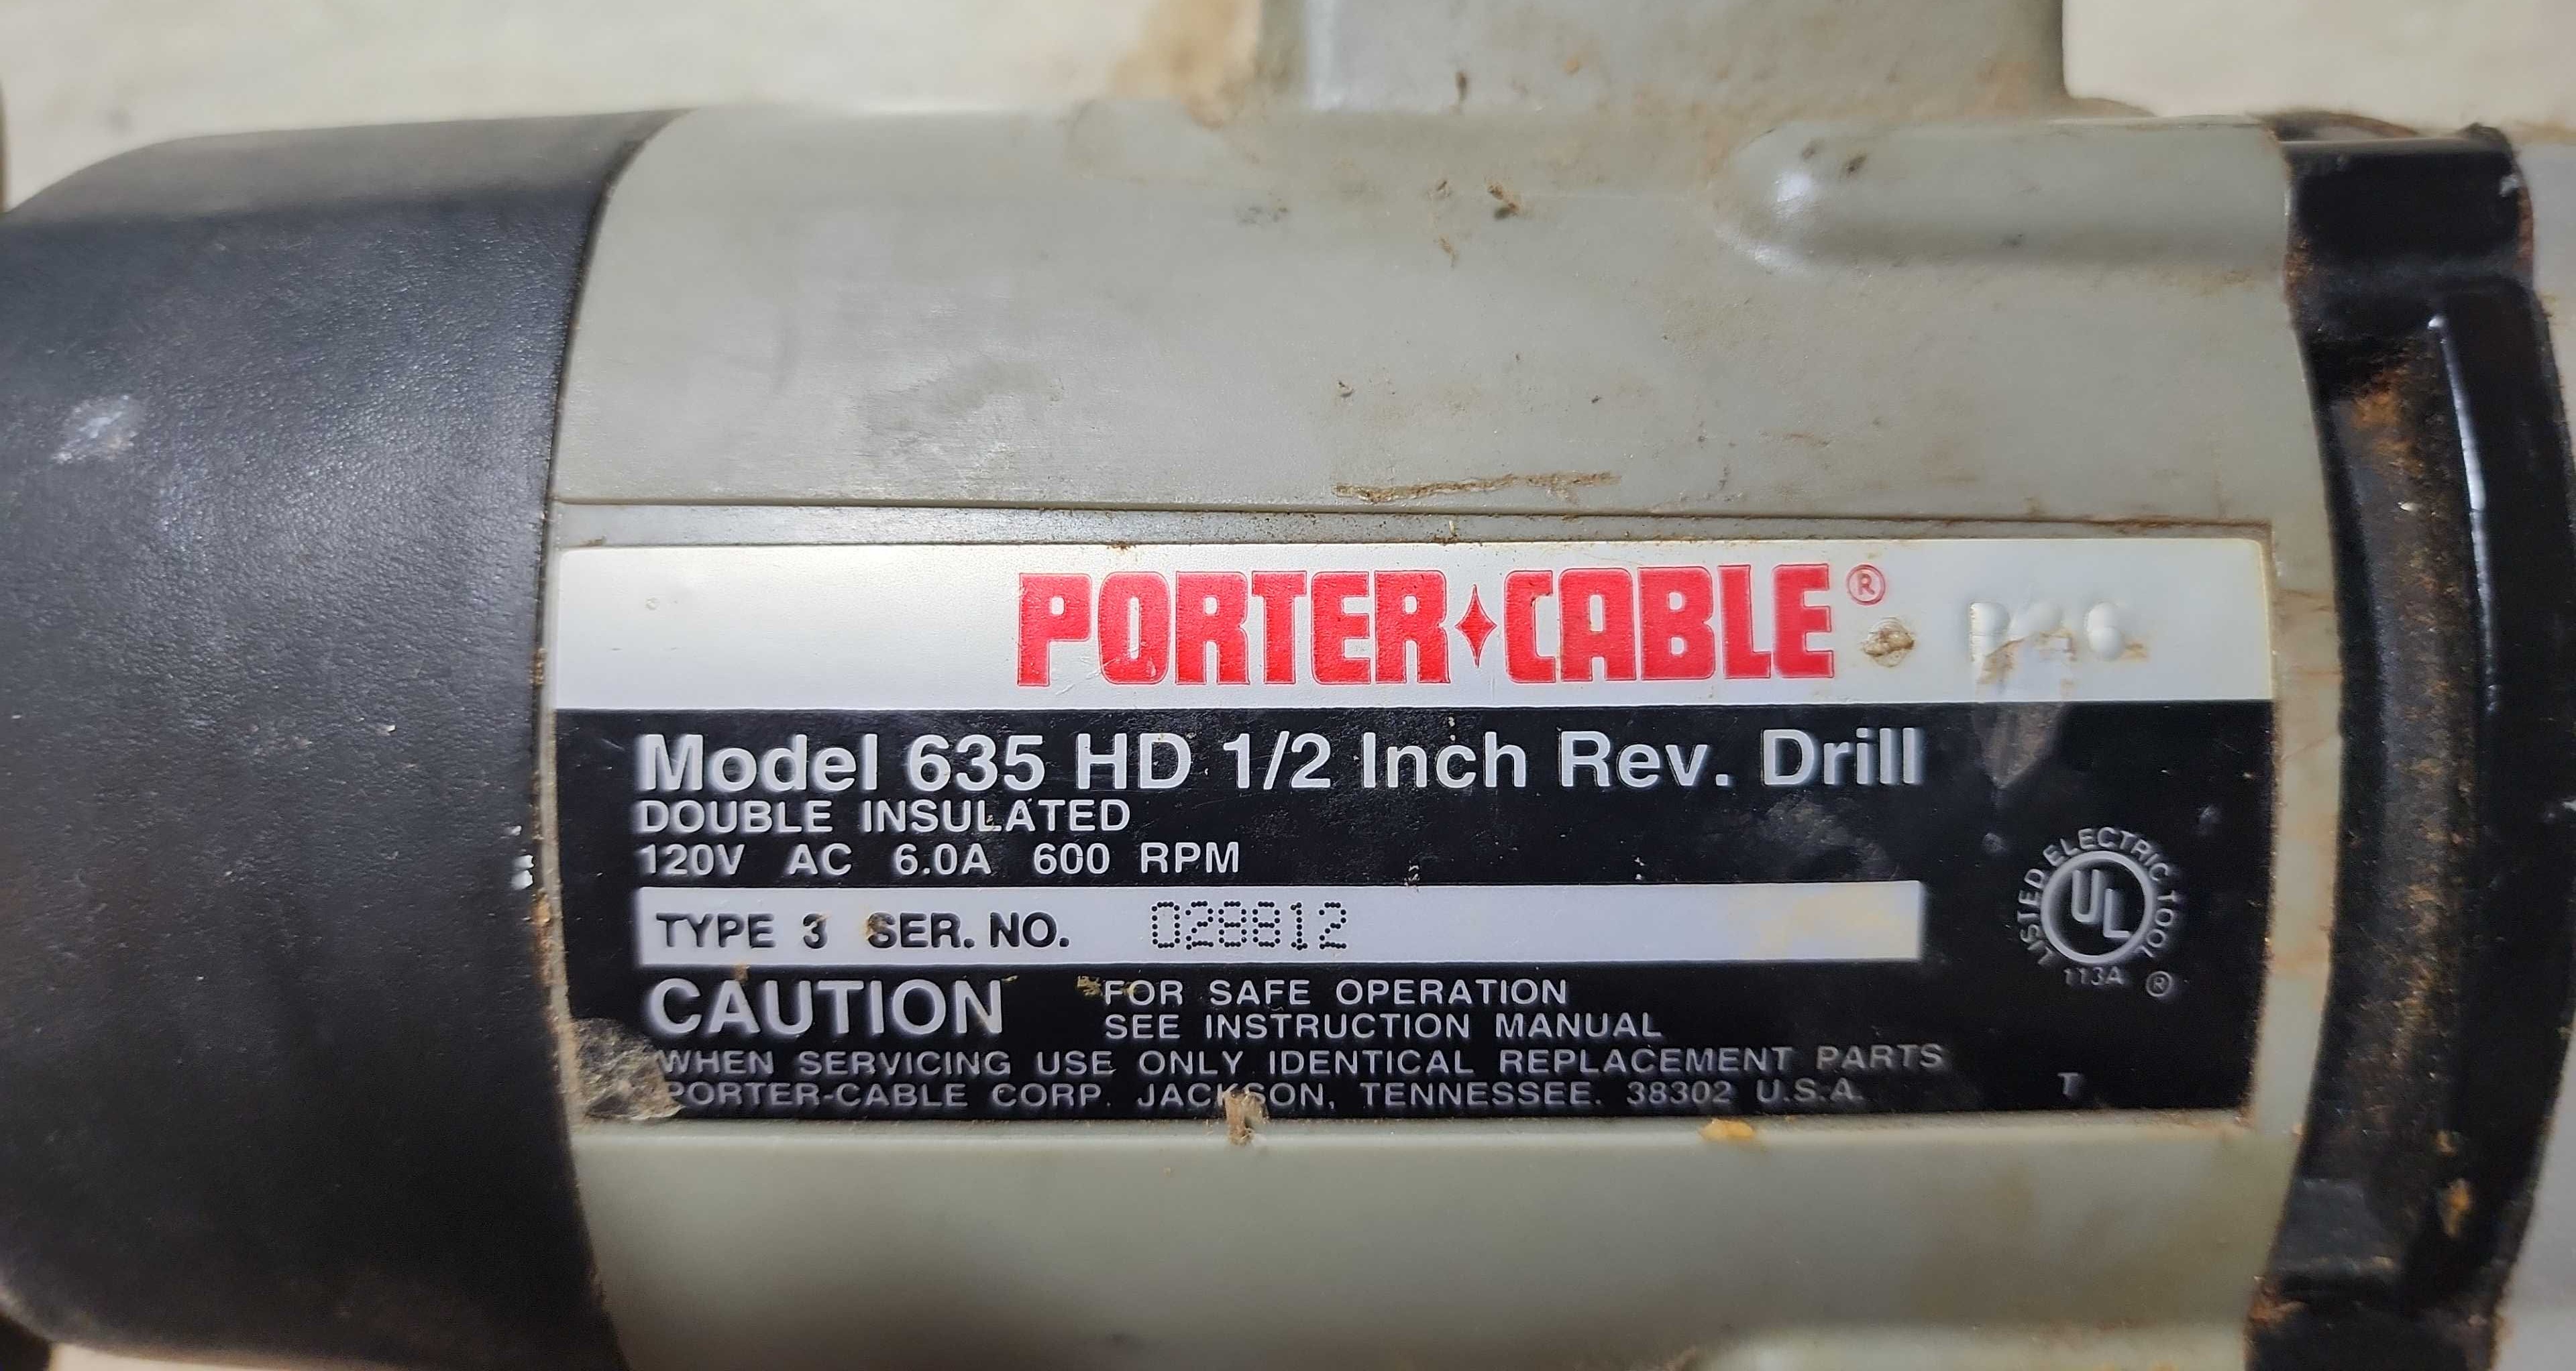 PORTER✦CABLE®
Model 635 HD 1/2 Inch Rev. Drill
DOUBLE INSULATED
120V AC 6.0A 600 RPM
TYPE 3 SER. NO. 028812
LISTED ELECTRIC TOOL
UL
113A ®
CAUTION FOR SAFE OPERATION
SEE INSTRUCTION MANUAL
WHEN SERVICING USE ONLY IDENTICAL REPLACEMENT PARTS
PORTER-CABLE CORP. JACKSON, TENNESSEE. 38302 U.S.A.
T